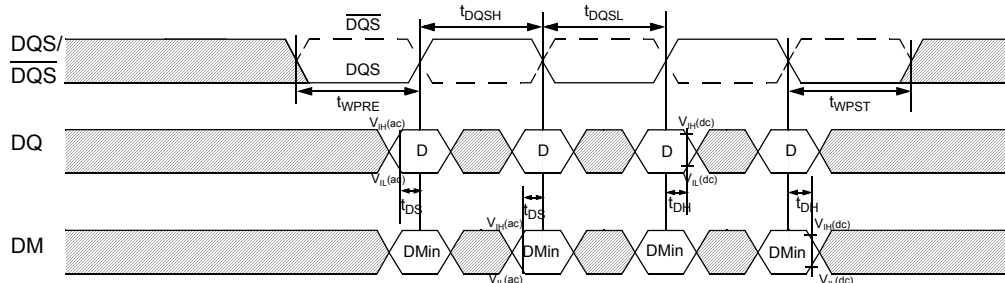 DQS
tDQSH
tDQSL
DQS/
DQS
DQS
tWPRE
tWPST
VIH(ac)
VIH(dc)
DQ
D
D
D
D
VIL(ac)
VIL(dc)
tDS
tDS
tDH
tDH
VIH(ac)
VIH(dc)
DM
DMin
DMin
DMin
DMin
VIL(ac)
VIL(dc)